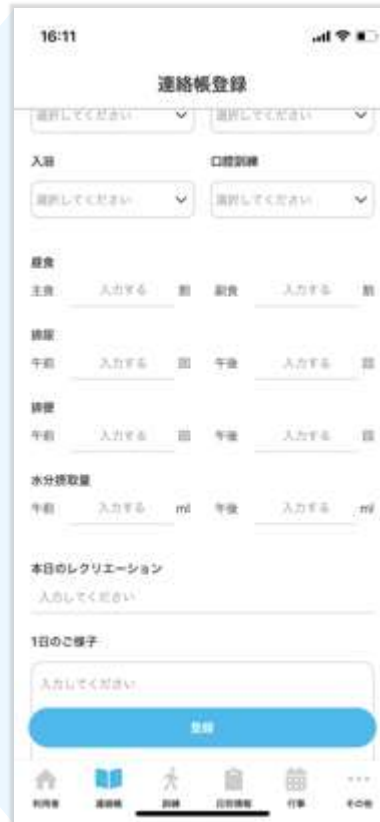 16:11
連絡帳登録
選択してください 選択してください
入浴 口腔訓練
選択してください 選択してください
昼食
主食 入力する 割 副食 入力する 割
排尿
午前 入力する 回 午後 入力する 回
排便
午前 入力する 回 午後 入力する 回
水分摂取量
午前 入力する ml 午後 入力する ml
本日のレクリエーション
入力してください
1日のご様子
入力してください
登録
利用者 連絡帳 訓練 行事 その他